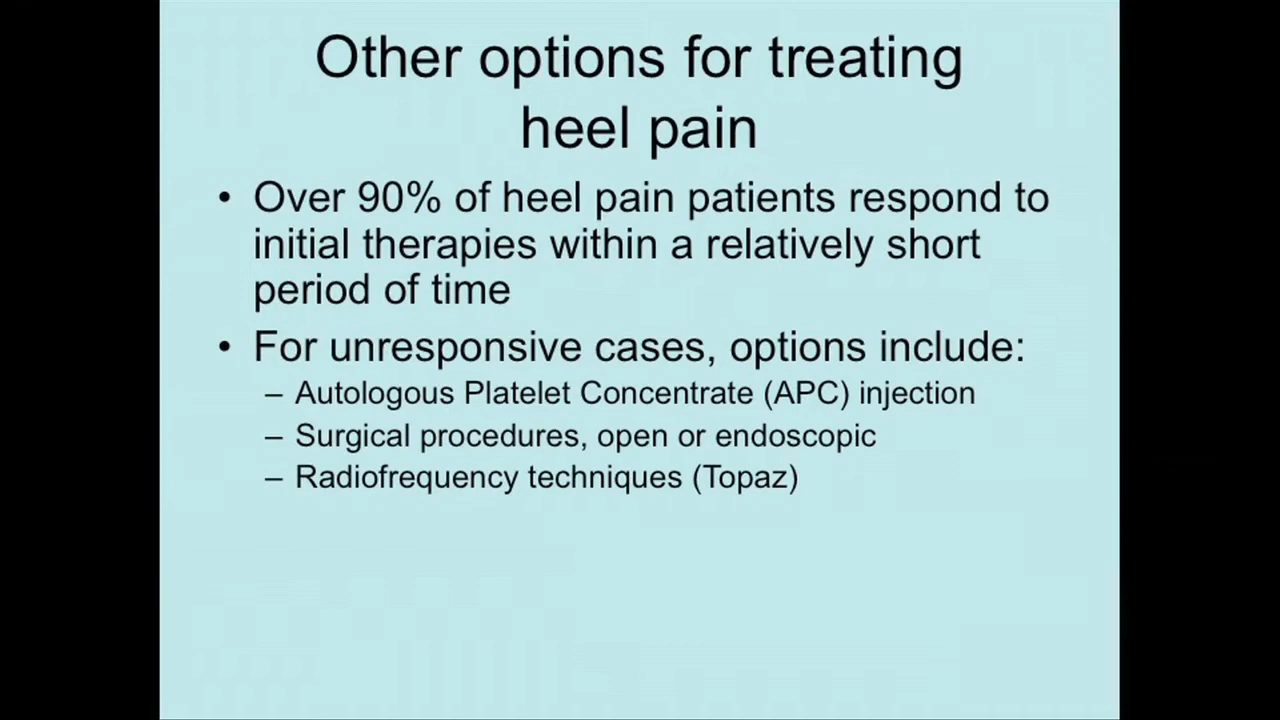 Other options for treating
heel pain
• Over 90% of heel pain patients respond to
initial therapies within a relatively short
period of time
• For unresponsive cases, options include:
– Autologous Platelet Concentrate (APC) injection
– Surgical procedures, open or endoscopic
– Radiofrequency techniques (Topaz)